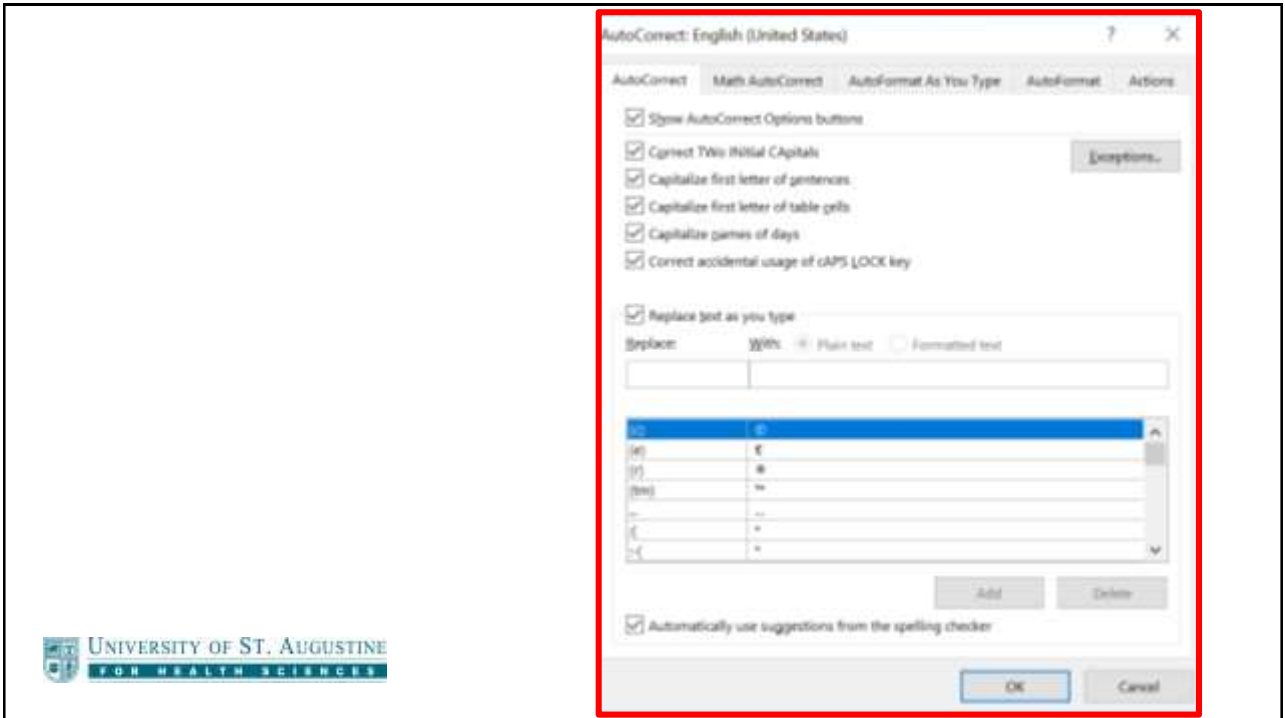 AutoCorrect: English (United States) ? ×
AutoCorrect Math AutoCorrect AutoFormat As You Type AutoFormat Actions
Show AutoCorrect Options buttons
Correct TWo INitial CApitals
Exceptions...
Capitalize first letter of sentences
Capitalize first letter of table cells
Capitalize names of days
Correct accidental usage of cAPS LOCK key
Replace text as you type
Replace: With: Plain text Formatted text
(c) ©
(e) €
(r) ®
(tm) ™
Add Delete
Automatically use suggestions from the spelling checker
OK Cancel
UNIVERSITY OF ST. AUGUSTINE
FOR HEALTH SCIENCES